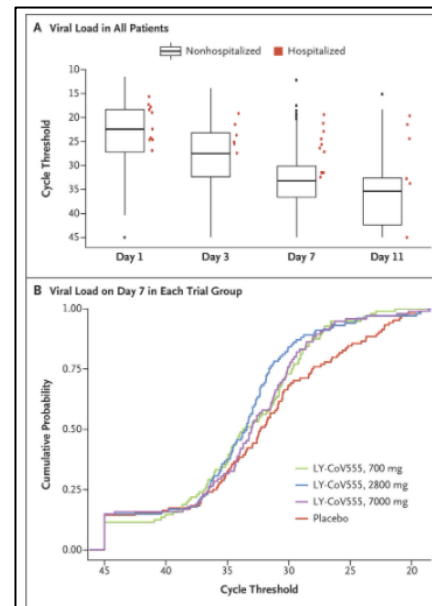 A Viral Load in All Patients
Nonhospitalized Hospitalized
Cycle Threshold
10
15
20
25
30
35
40
45
Day 1 Day 3 Day 7 Day 11
B Viral Load on Day 7 in Each Trial Group
Cumulative Probability
1.00
0.75
0.50
0.25
0.00
LY-CoV555, 700 mg
LY-CoV555, 2800 mg
LY-CoV555, 7000 mg
Placebo
45 40 35 30 25 20
Cycle Threshold